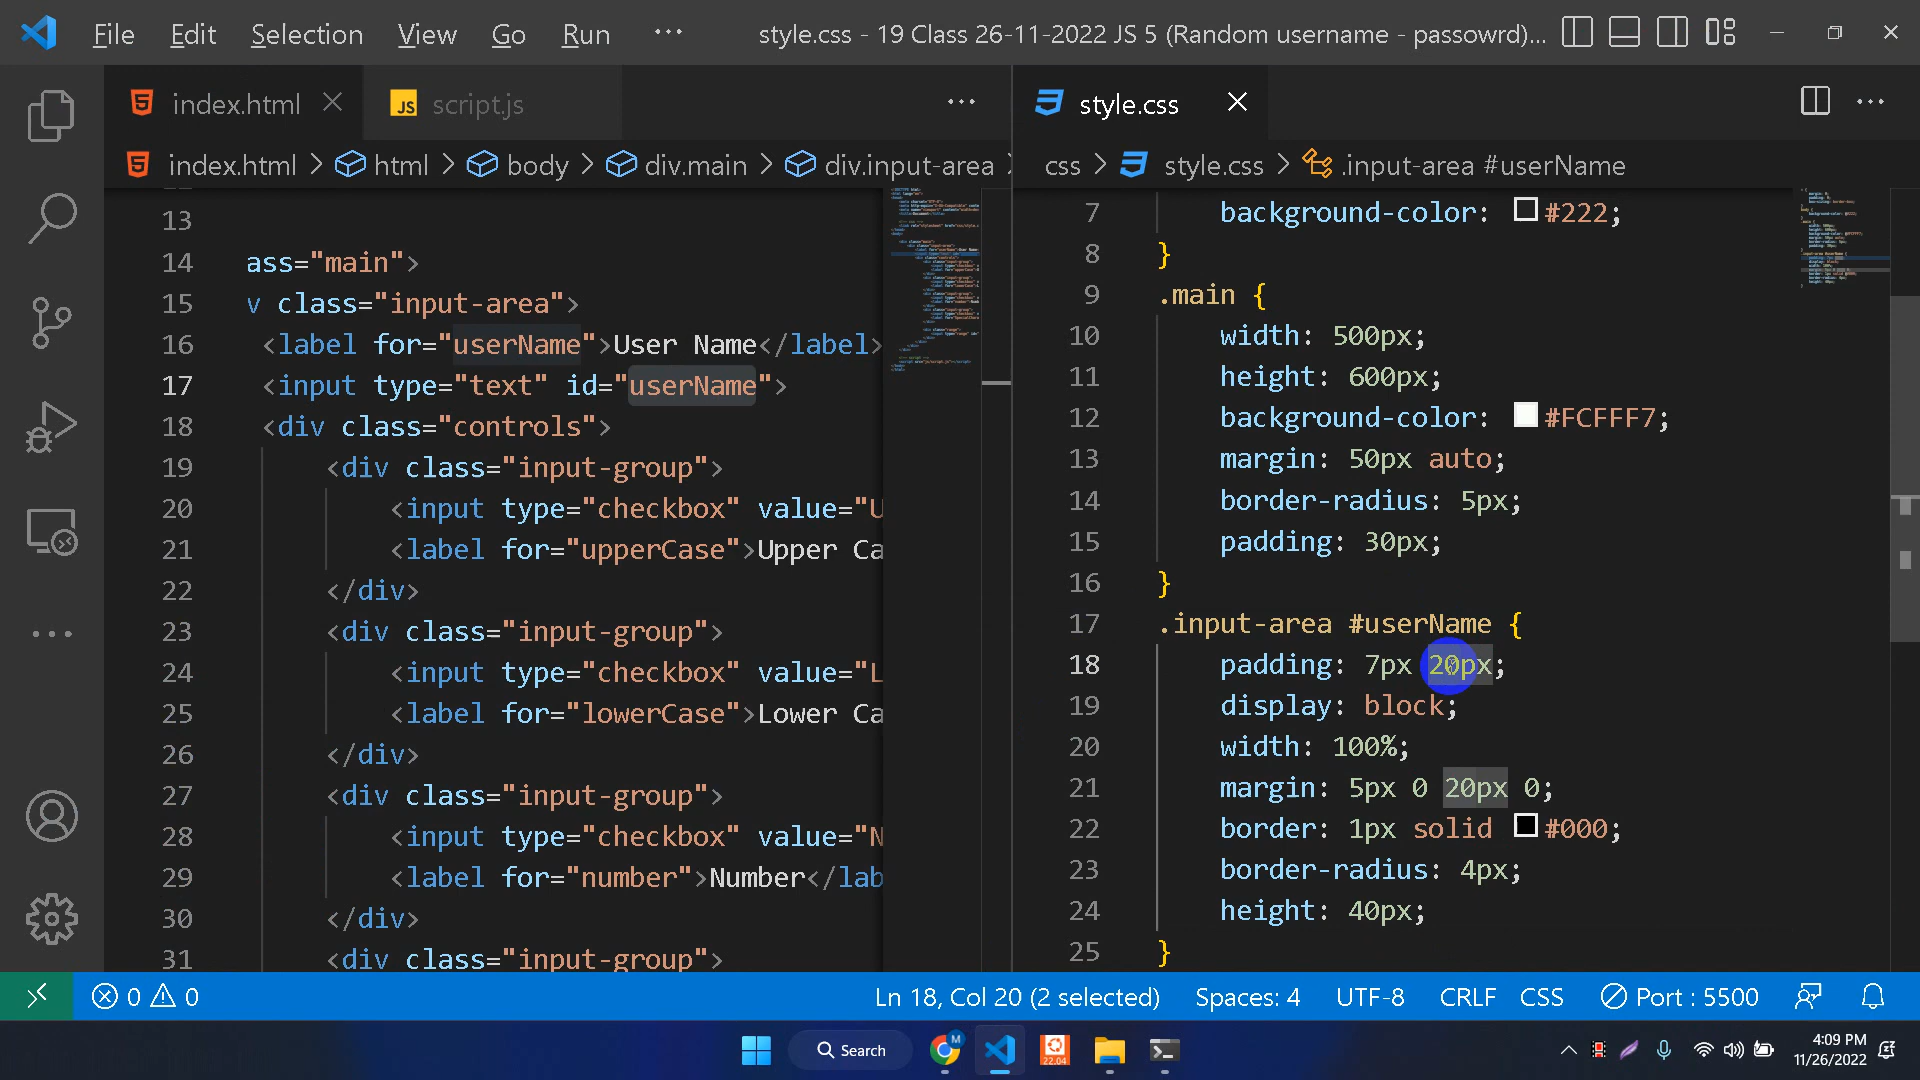 File Edit Selection View Go Run ··· style.css - 19 Class 26-11-2022 JS 5 (Random username - passowrd)...
index.html script.js ···
index.html > html > body > div.main > div.input-area
13
14 ass="main">
15 v class="input-area">
16 <label for="userName">User Name</label>
17 <input type="text" id="userName">
18 <div class="controls">
19 <div class="input-group">
20 <input type="checkbox" value="U
21 <label for="upperCase">Upper Ca
22 </div>
23 <div class="input-group">
24 <input type="checkbox" value="L
25 <label for="lowerCase">Lower Ca
26 </div>
27 <div class="input-group">
28 <input type="checkbox" value="N
29 <label for="number">Number</lab
30 </div>
31 <div class="input-group">
style.css ···
css > style.css > .input-area #userName
7 background-color: #222;
8 }
9 .main {
10 width: 500px;
11 height: 600px;
12 background-color: #FCFFF7;
13 margin: 50px auto;
14 border-radius: 5px;
15 padding: 30px;
16 }
17 .input-area #userName {
18 padding: 7px 20px;
19 display: block;
20 width: 100%;
21 margin: 5px 0 20px 0;
22 border: 1px solid #000;
23 border-radius: 4px;
24 height: 40px;
25 }
0 0 Ln 18, Col 20 (2 selected) Spaces: 4 UTF-8 CRLF CSS Port : 5500
Search M 22.04 4:09 PM
11/26/2022